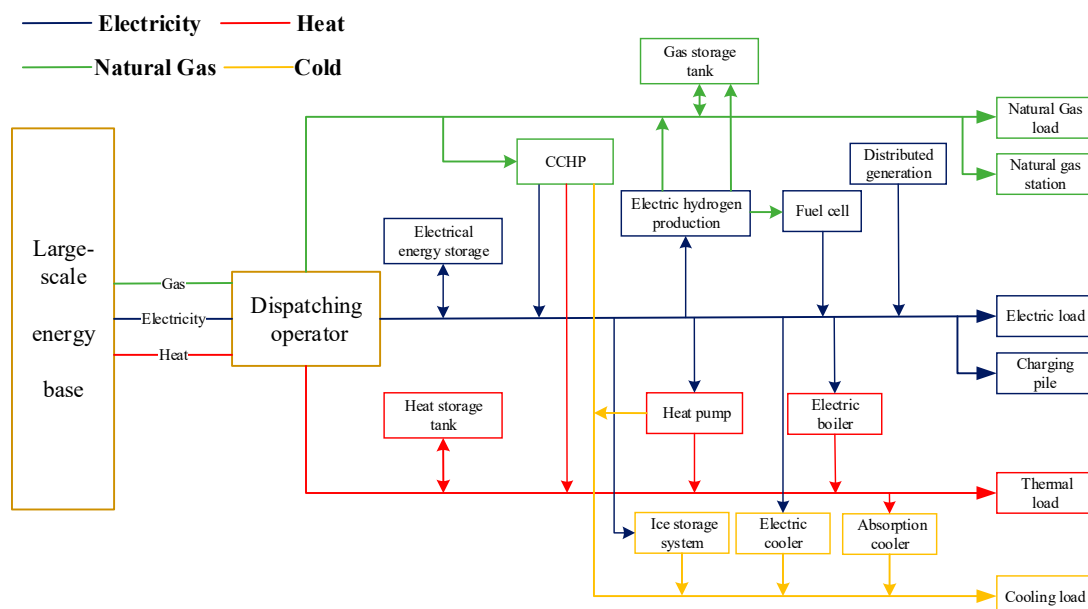 Electricity
Heat
Natural Gas
Cold
Gas storage
tank
Natural Gas
load
CCHP
Distributed
generation
Natural gas
station
Electric hydrogen
production
Fuel cell
Electrical
energy storage
Large-
scale
energy
base
Gas
Electricity
Heat
Dispatching
operator
Electric load
Charging
pile
Heat storage
tank
Heat pump
Electric
boiler
Thermal
load
Ice storage
system
Electric
cooler
Absorption
cooler
Cooling load